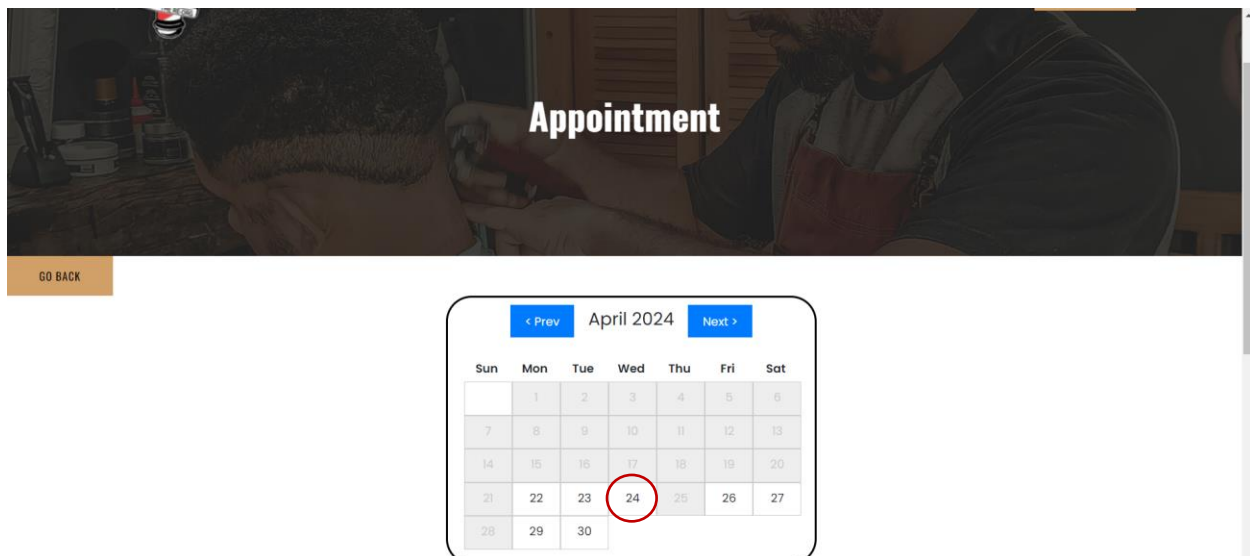 Appointment
GO BACK
< Prev April 2024 Next >
Sun Mon Tue Wed Thu Fri Sat
1 2 3 4 5 6
7 8 9 10 11 12 13
14 15 16 17 18 19 20
21 22 23 24 25 26 27
28 29 30